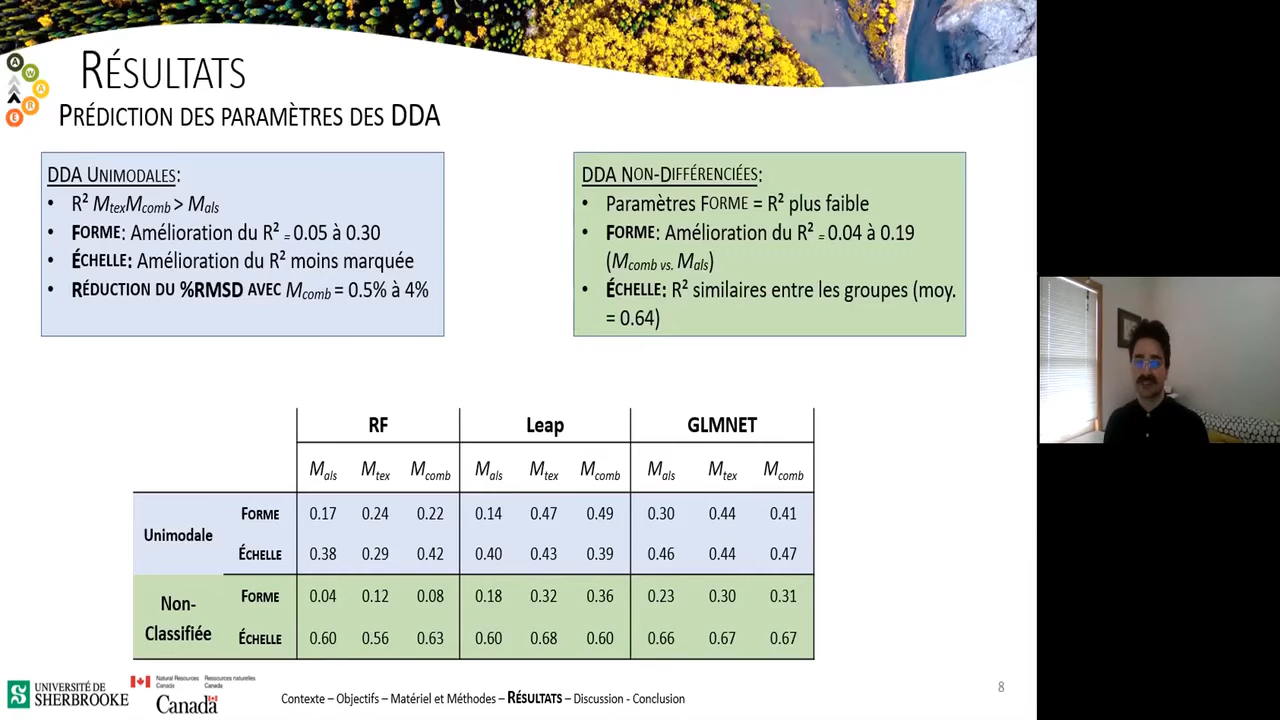 RÉSULTATS
PRÉDICTION DES PARAMÈTRES DES DDA
DDA UNIMODALES:
• R² MtexMcomb > Mals
• FORME: Amélioration du R² = 0.05 à 0.30
• ÉCHELLE: Amélioration du R² moins marquée
• RÉDUCTION DU %RMSD AVEC Mcomb = 0.5% à 4%
DDA NON-DIFFÉRENCIÉES:
• Paramètres FORME = R² plus faible
• FORME: Amélioration du R² = 0.04 à 0.19
(Mcomb vs. Mals)
• ÉCHELLE: R² similaires entre les groupes (moy.
= 0.64)
RF Leap GLMNET
Mals Mtex Mcomb Mals Mtex Mcomb Mals Mtex Mcomb
Unimodale
FORME 0.17 0.24 0.22 0.14 0.47 0.49 0.30 0.44 0.41
ÉCHELLE 0.38 0.29 0.42 0.40 0.43 0.39 0.46 0.44 0.47
Non-
Classifiée
FORME 0.04 0.12 0.08 0.18 0.32 0.36 0.23 0.30 0.31
ÉCHELLE 0.60 0.56 0.63 0.60 0.68 0.60 0.66 0.67 0.67
A
W
A
R
E
S
UNIVERSITÉ DE
SHERBROOKE
Natural Resources Ressources naturelles
Canada Canada
Canada
Contexte – Objectifs – Matériel et Méthodes – RÉSULTATS – Discussion - Conclusion
8